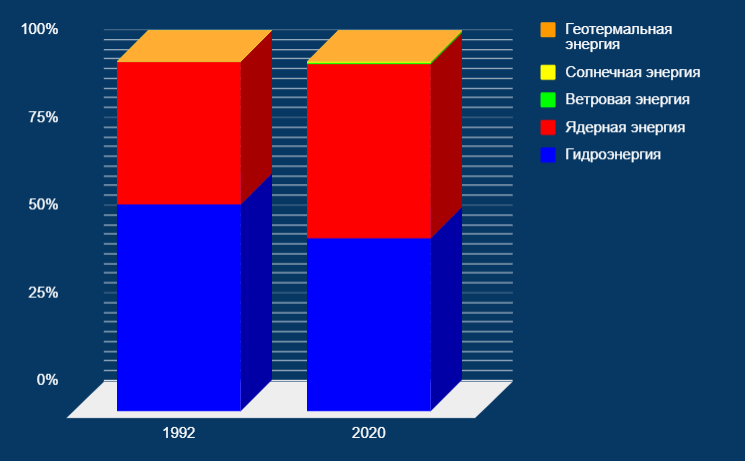 100%
75%
50%
25%
0%
1992
2020
Геотермальная
энергия
Солнечная энергия
Ветровая энергия
Ядерная энергия
Гидроэнергия